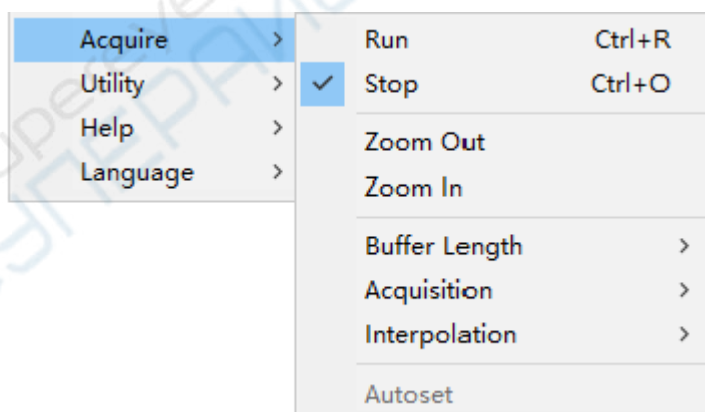 Acquire >
Utility >
Help >
Language >
Run Ctrl+R
✓ Stop Ctrl+O
Zoom Out
Zoom In
Buffer Length >
Acquisition >
Interpolation >
Autoset